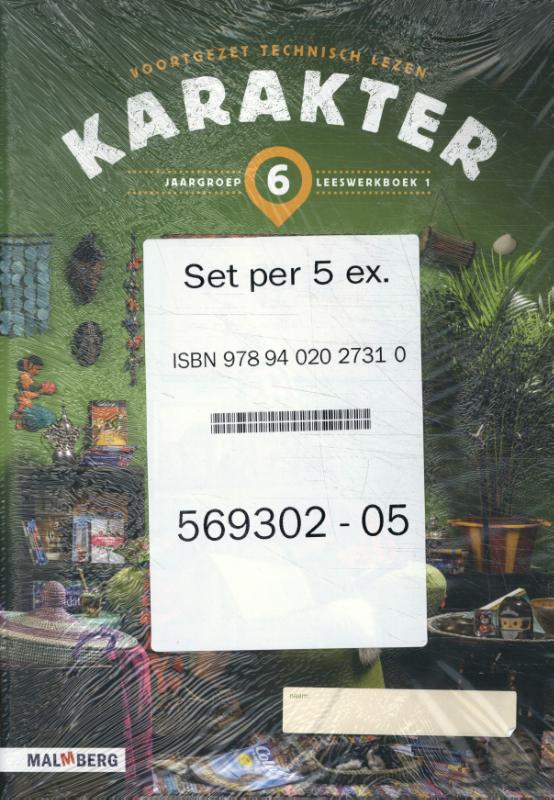 VOORTGEZET TECHNISCH LEZEN
KARAKTER
JAARGROEP 6 LEESWERKBOEK 1
Set per 5 ex.
ISBN 978 94 020 2731 0
569302 - 05
naam:
MALMBERG